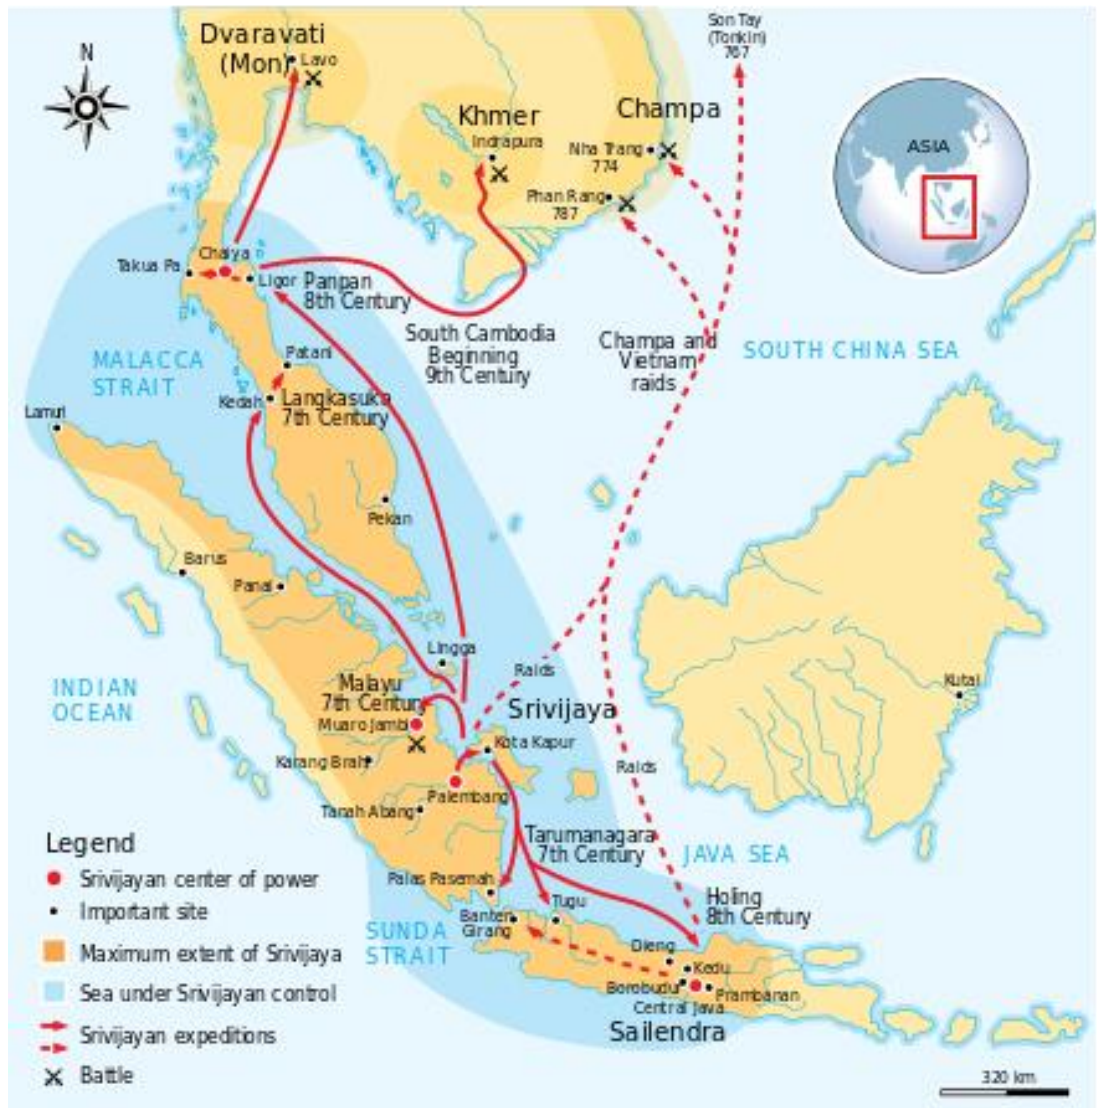 Son Tay
(Tonkin)
767
Dvaravati
(Mon)
Lavo
N
Khmer
Indrapura
Champa
Nha Trang
774
Phan Rang
787
ASIA
Chaiya
Takua Pa
Ligor
Panpan
8th Century
South Cambodia
Beginning
9th Century
Champa and
Vietnam
raids
SOUTH CHINA SEA
MALACCA
STRAIT
Patani
Kedah
Langkasuka
7th Century
Lamuri
Pekan
Barus
Panai
Lingga
Raids
INDIAN
OCEAN
Malayu
7th Century
Muaro Jambi
Srivijaya
Kutai
Kota Kapur
Karang Brahi
Raids
Palembang
Tanah Abang
Tarumanagara
7th Century
JAVA SEA
Legend
Srivijayan center of power
Important site
Maximum extent of Srivijaya
Sea under Srivijayan control
Srivijayan expeditions
Battle
Palas Pasemah
Tugu
Holing
8th Century
Banten
Girang
SUNDA
STRAIT
Dieng
Kedu
Borobudur
Prambanan
Central Java
Sailendra
320 km